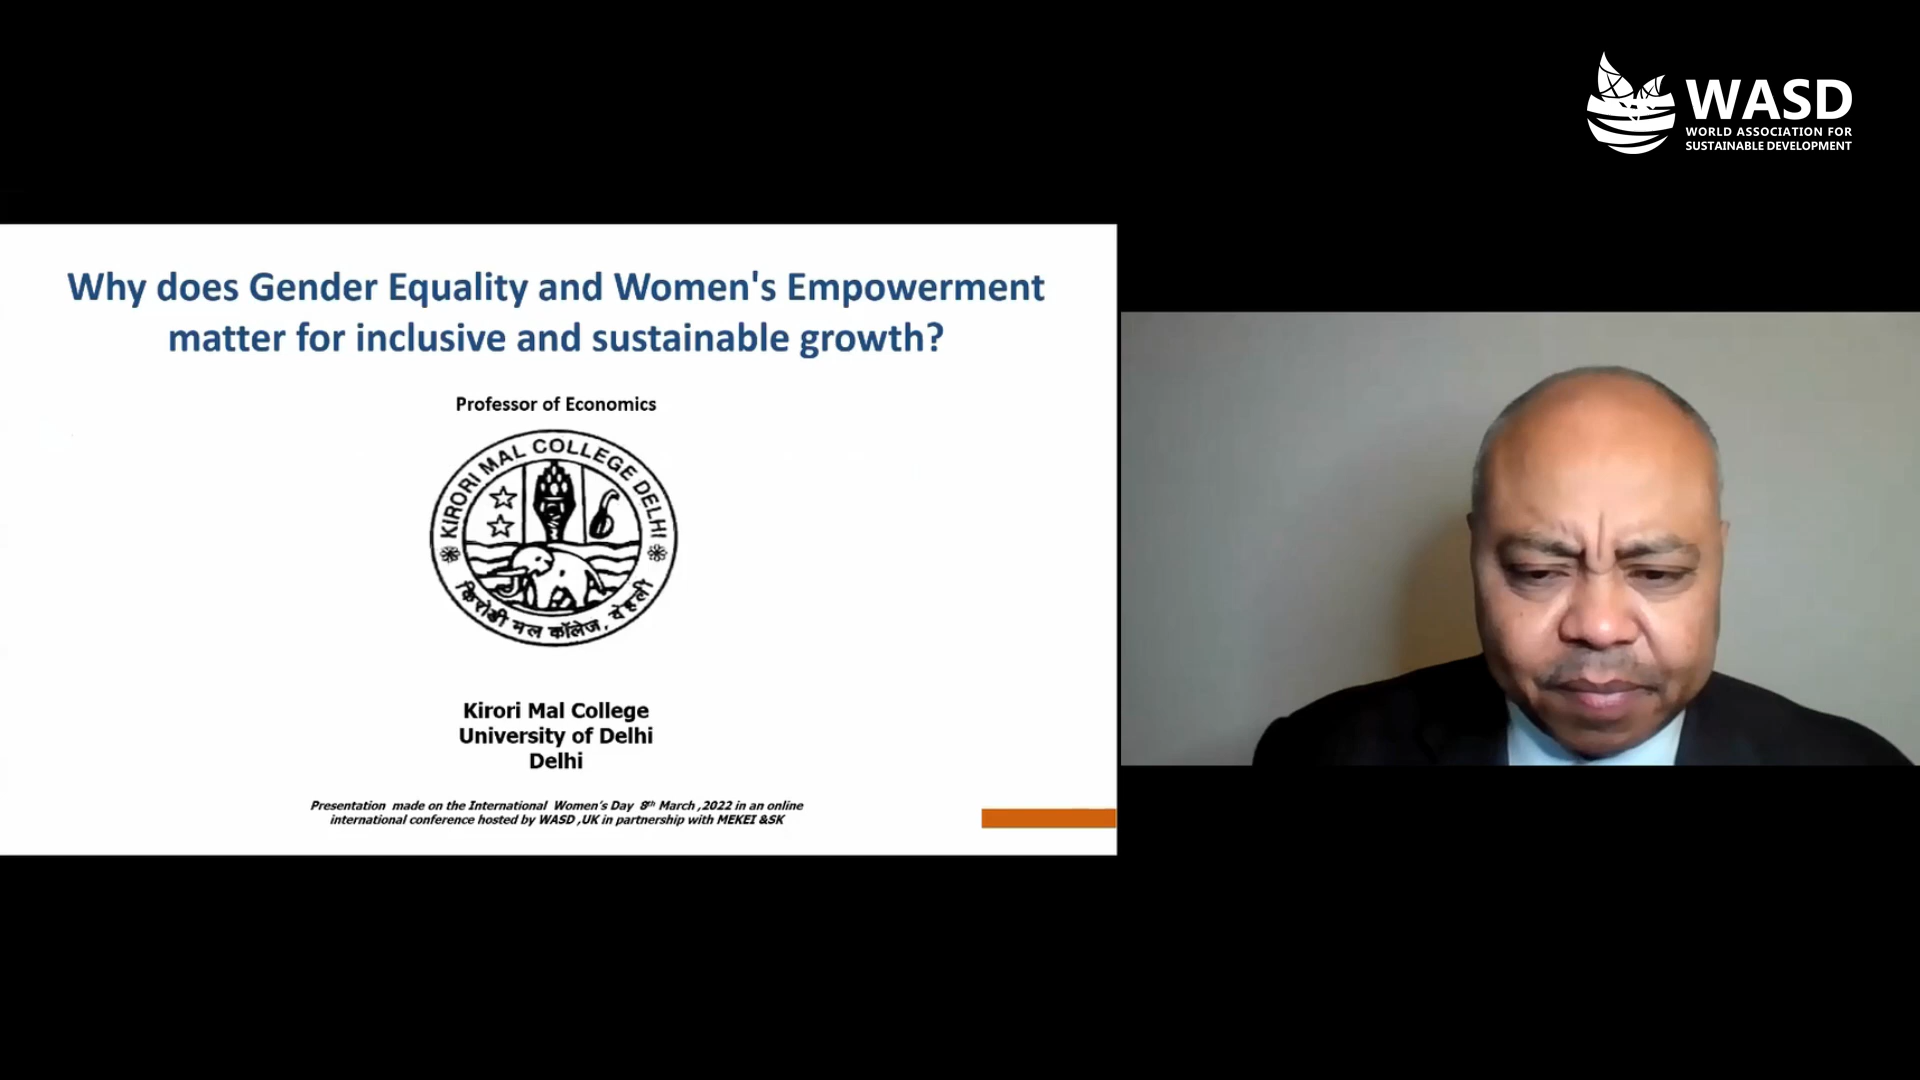 WASD
WORLD ASSOCIATION FOR
SUSTAINABLE DEVELOPMENT
Why does Gender Equality and Women's Empowerment
matter for inclusive and sustainable growth?
Professor of Economics
KIRORI MAL COLLEGE DELHI
किरोड़ी मल कॉलेज, देहली
Kirori Mal College
University of Delhi
Delhi
Presentation made on the International Women's Day 8th March ,2022 in an online
international conference hosted by WASD ,UK in partnership with MEKEI &SK